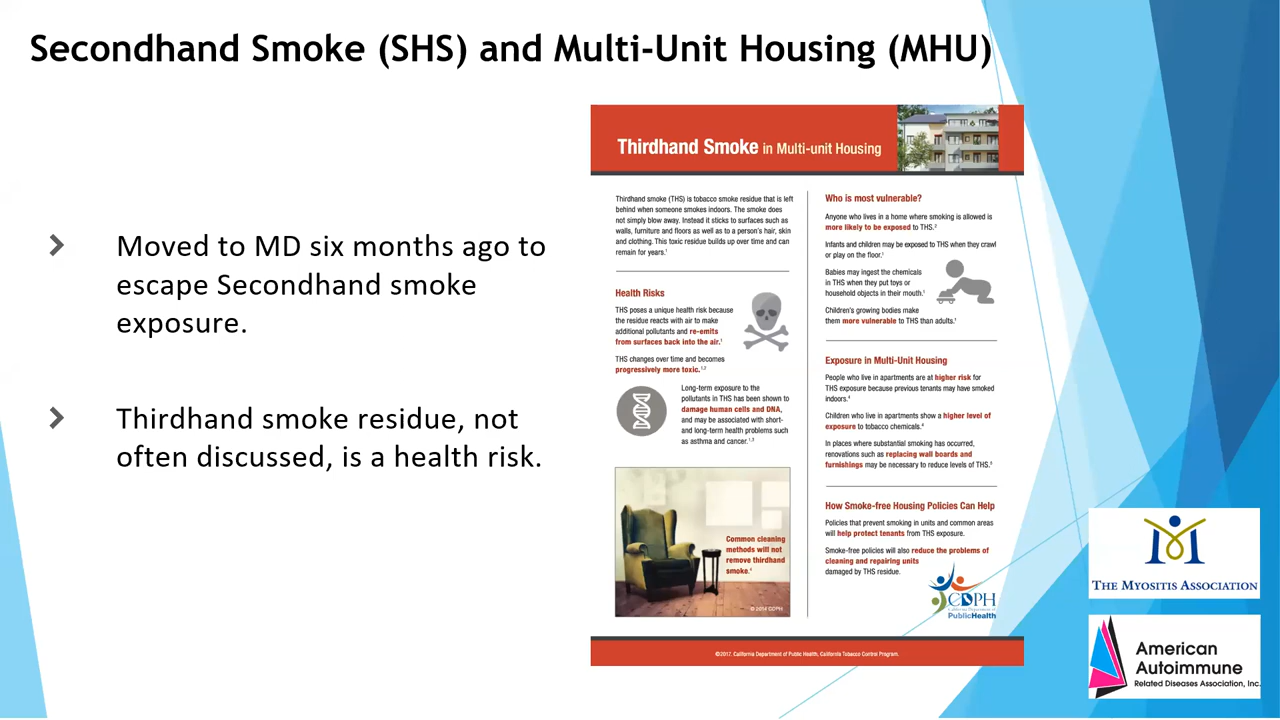 Secondhand Smoke (SHS) and Multi-Unit Housing (MHU)
Moved to MD six months ago to
escape Secondhand smoke
exposure.
Thirdhand smoke residue, not
often discussed, is a health risk.
Thirdhand Smoke in Multi-unit Housing
Thirdhand smoke (THS) is tobacco smoke residue that is left
behind when someone smokes indoors. The smoke does
not simply blow away. Instead it sticks to surfaces such as
walls, furniture and floors as well as to a person's hair, skin
and clothing. This toxic residue builds up over time and can
remain for years.¹
Health Risks
THS poses a unique health risk because
the residue reacts with air to make
additional pollutants and re-emits
from surfaces back into the air.¹
THS changes over time and becomes
progressively more toxic.¹,²
Long-term exposure to the
pollutants in THS has been shown to
damage human cells and DNA,
and may be associated with short-
and long-term health problems such
as asthma and cancer.¹,³
Common cleaning
methods will not
remove thirdhand
smoke.⁴
© 2014 CDPH
Who is most vulnerable?
Anyone who lives in a home where smoking is allowed is
more likely to be exposed to THS.²
Infants and children may be exposed to THS when they crawl
or play on the floor.¹
Babies may ingest the chemicals
in THS when they put toys or
household objects in their mouth.¹
Children's growing bodies make
them more vulnerable to THS than adults.¹
Exposure in Multi-Unit Housing
People who live in apartments are at higher risk for
THS exposure because previous tenants may have smoked
indoors.⁴
Children who live in apartments show a higher level of
exposure to tobacco chemicals.
In places where substantial smoking has occurred,
renovations such as replacing wall boards and
furnishings may be necessary to reduce levels of THS.
How Smoke-free Housing Policies Can Help
Policies that prevent smoking in units and common areas
will help protect tenants from THS exposure.
Smoke-free policies will also reduce the problems of
cleaning and repairing units
damaged by THS residue.
CDPH
California Department of
PublicHealth
©2017. California Department of Public Health, California Tobacco Control Program.
THE MYOSITIS ASSOCIATION
American
Autoimmune
Related Diseases Association, Inc.